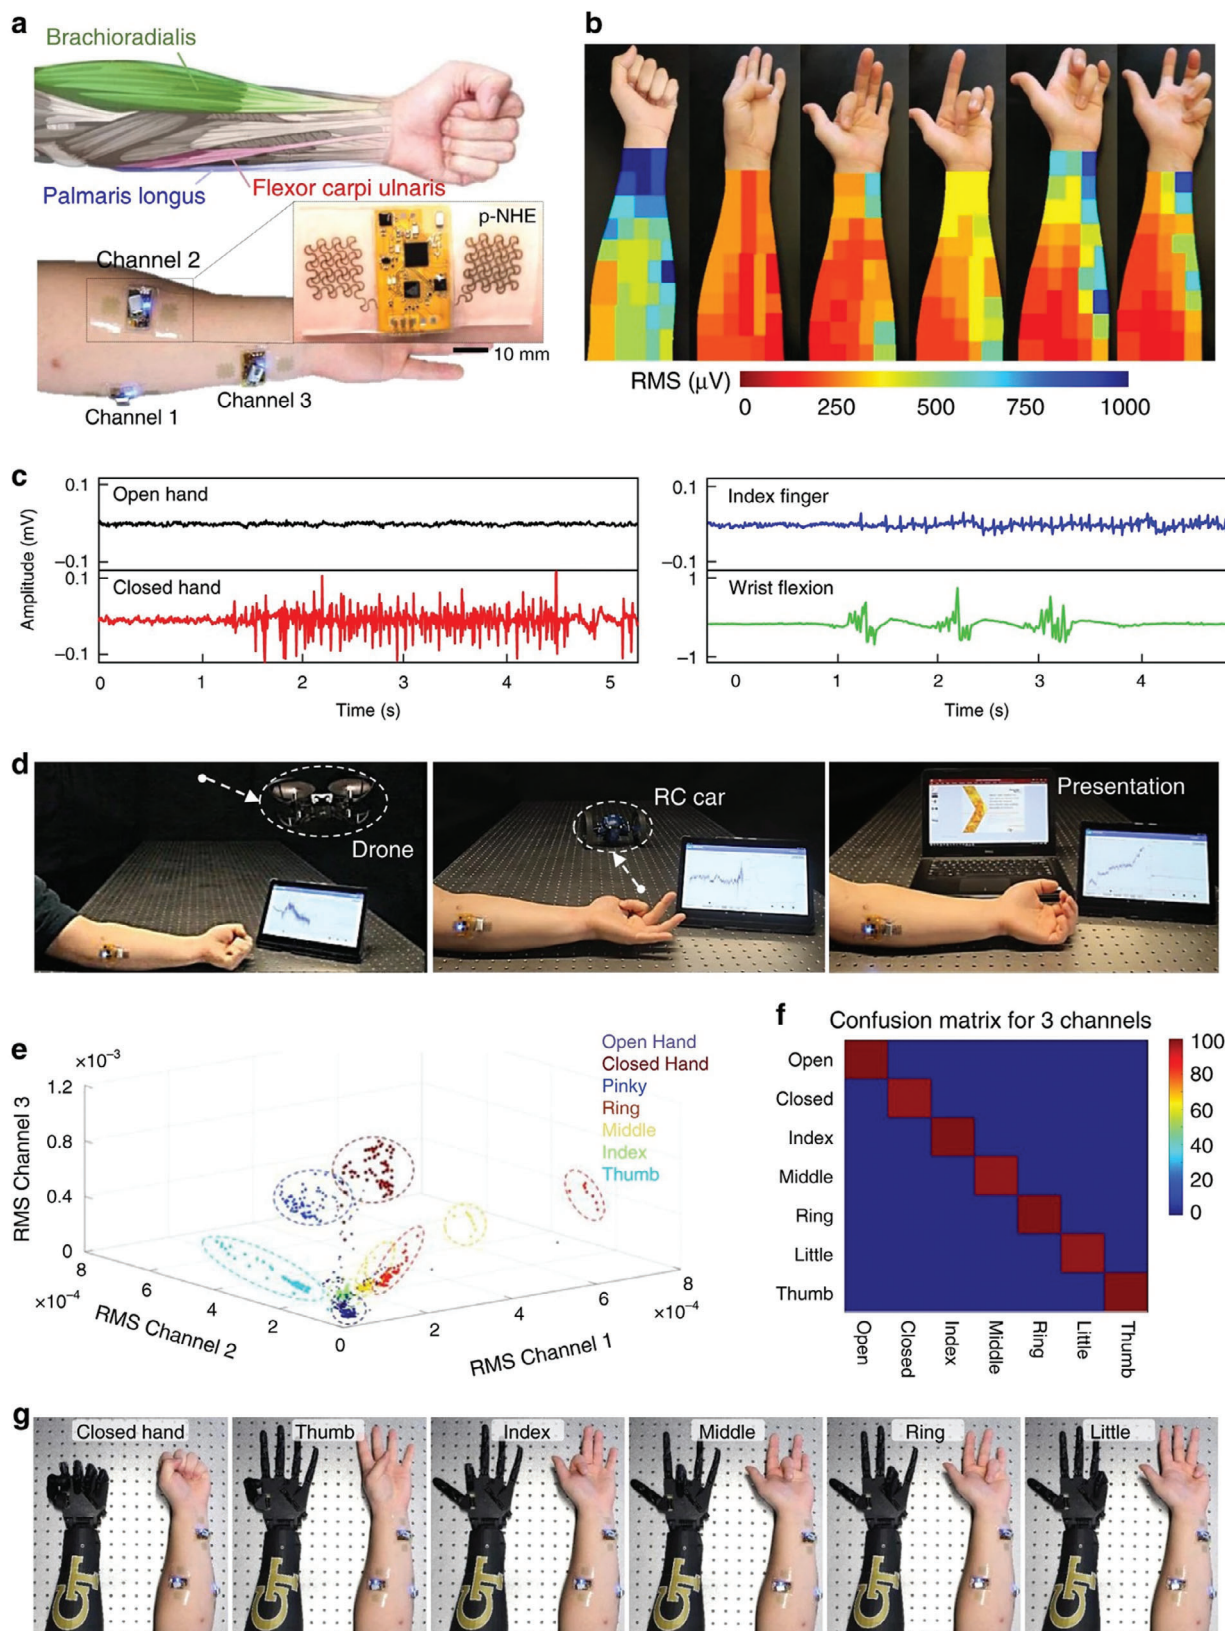 a
Brachioradialis
Palmaris longus
Flexor carpi ulnaris
p-NHE
Channel 2
10 mm
Channel 1
Channel 3
b
RMS (μV)
0 250 500 750 1000
c
Amplitude (mV)
0.1
Open hand
−0.1
0.1
Closed hand
−0.1
0 1 2 3 4 5
Time (s)
0.1
Index finger
−0.1
1
Wrist flexion
−1
0 1 2 3 4
Time (s)
d
Drone
RC car
Presentation
e
×10⁻³
1.2
0.8
0.4
0
RMS Channel 3
8
6
4
2
0
×10⁻⁴
RMS Channel 2
2
4
6
8
×10⁻⁴
RMS Channel 1
Open Hand
Closed Hand
Pinky
Ring
Middle
Index
Thumb
f
Confusion matrix for 3 channels
Open
Closed
Index
Middle
Ring
Little
Thumb
Open Closed Index Middle Ring Little Thumb
100
80
60
40
20
0
g
Closed hand
Thumb
Index
Middle
Ring
Little
GT
GT
GT
GT
GT
GT